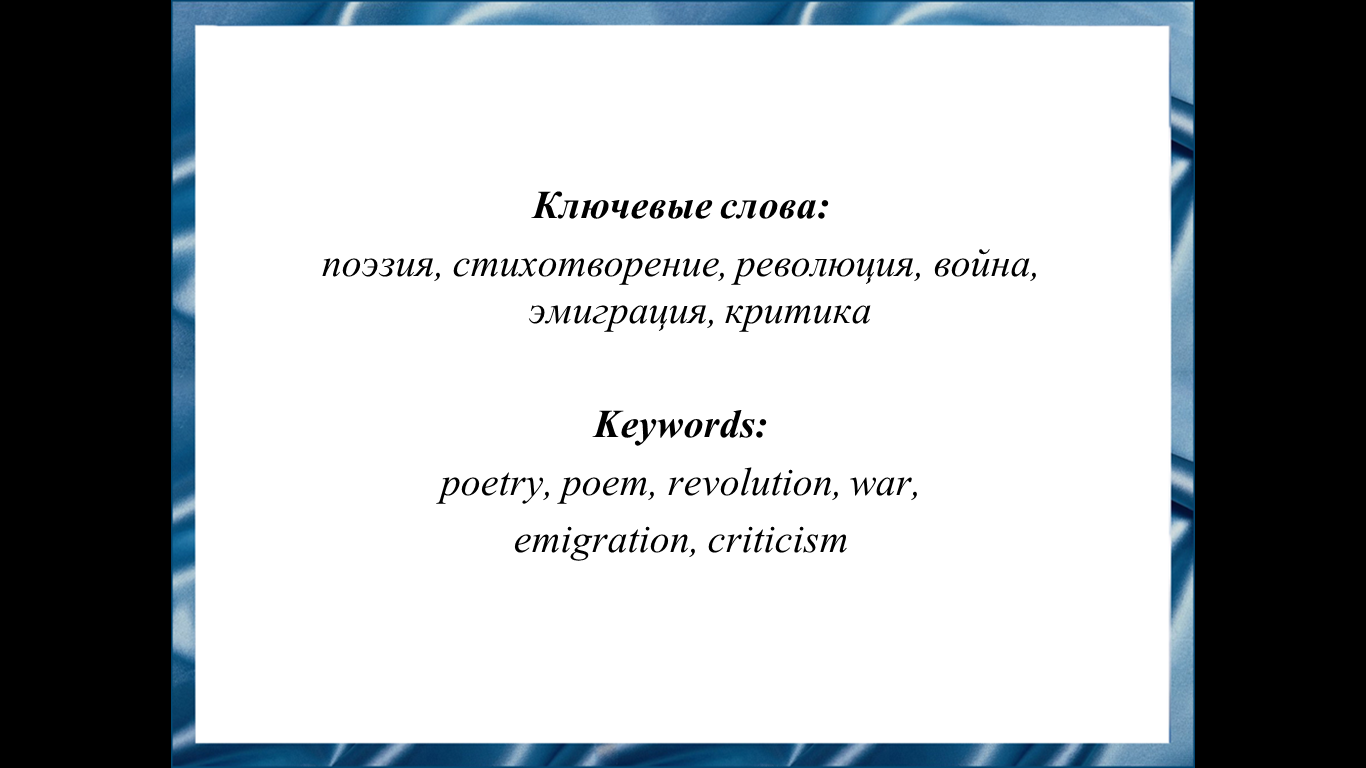 Ключевые слова:
поэзия, стихотворение, революция, война,
эмиграция, критика
Keywords:
poetry, poem, revolution, war,
emigration, criticism